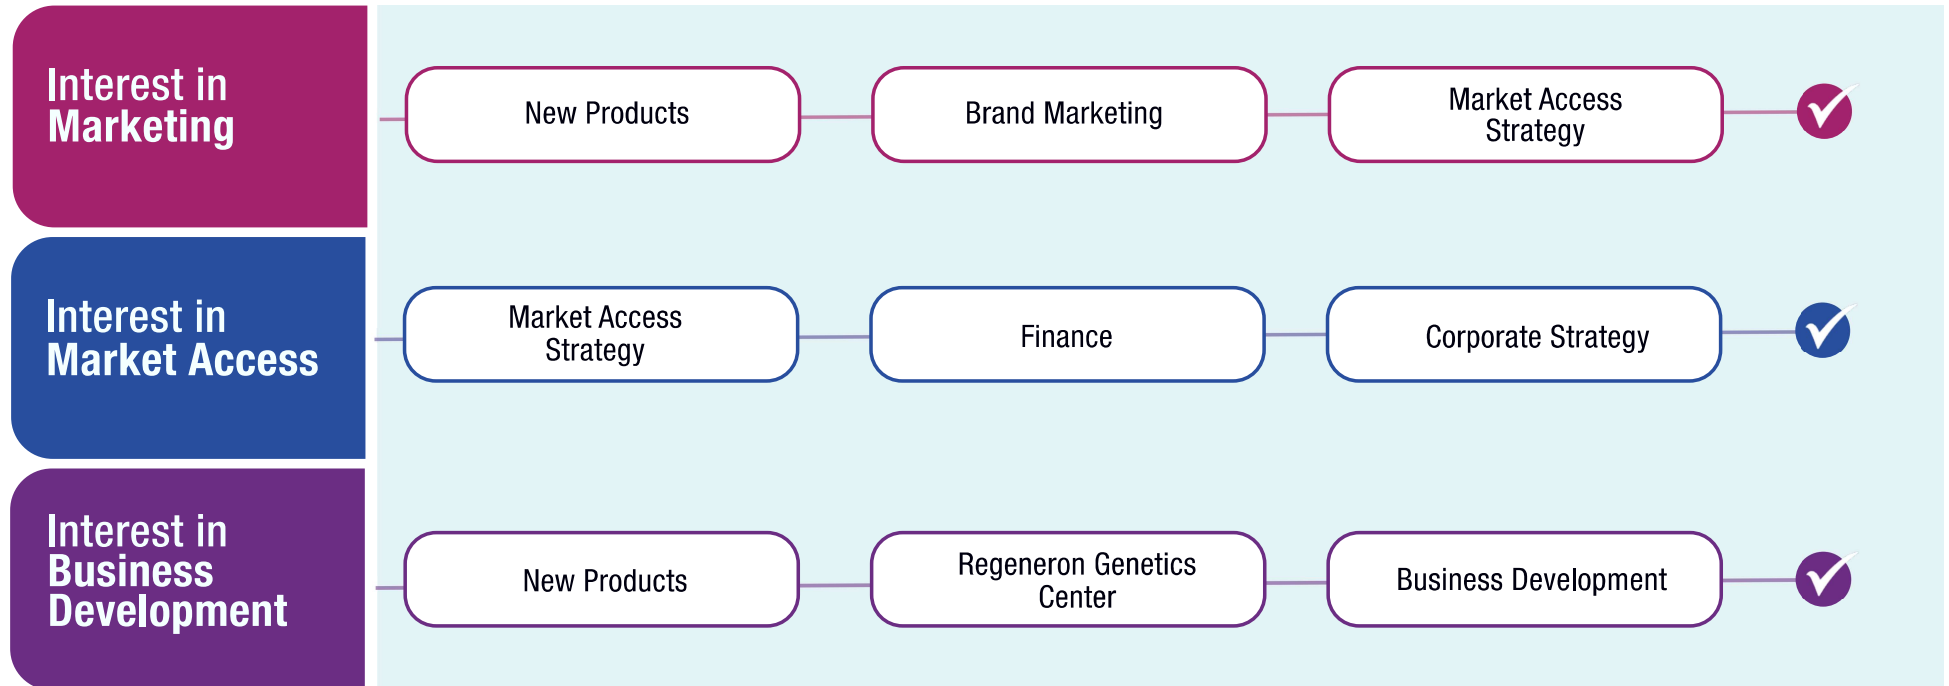 Interest in
Marketing
New Products
Brand Marketing
Market Access
Strategy
Interest in
Market Access
Market Access
Strategy
Finance
Corporate Strategy
Interest in
Business
Development
New Products
Regeneron Genetics
Center
Business Development